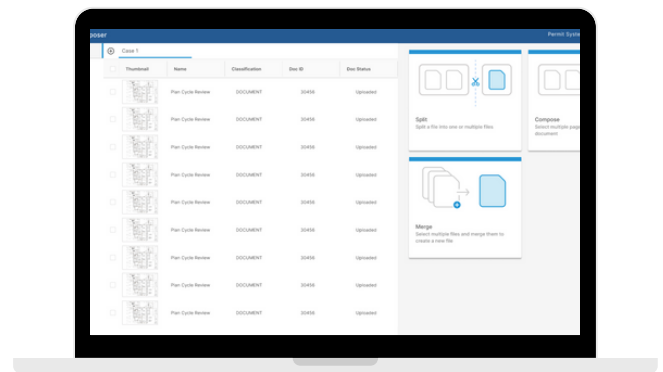 poser
Permit Syste
Case 1
Thumbnail Name Classification Doc ID Doc Status
Plan Cycle Review DOCUMENT 30456 Uploaded
Plan Cycle Review DOCUMENT 30456 Uploaded
Plan Cycle Review DOCUMENT 30456 Uploaded
Plan Cycle Review DOCUMENT 30456 Uploaded
Plan Cycle Review DOCUMENT 30456 Uploaded
Plan Cycle Review DOCUMENT 30456 Uploaded
Plan Cycle Review DOCUMENT 30456 Uploaded
Plan Cycle Review DOCUMENT 30456 Uploaded
Plan Cycle Review DOCUMENT 30456 Uploaded
Split
Split a file into one or multiple files
Compose
Select multiple page
document
Merge
Select multiple files and merge them to
create a new file